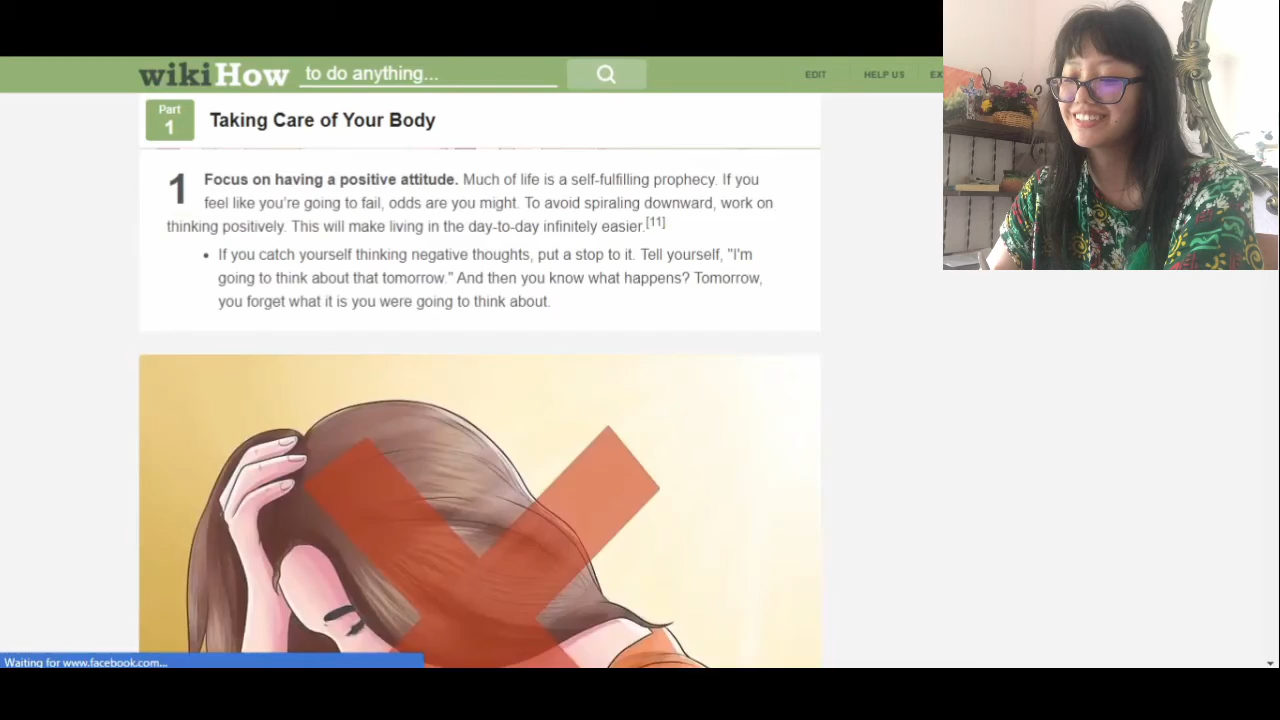 wikiHow to do anything... EDIT HELP US EX
Part
1
Taking Care of Your Body
1 Focus on having a positive attitude. Much of life is a self-fulfilling prophecy. If you
feel like you're going to fail, odds are you might. To avoid spiraling downward, work on
thinking positively. This will make living in the day-to-day infinitely easier.[11]
• If you catch yourself thinking negative thoughts, put a stop to it. Tell yourself, "I'm
going to think about that tomorrow." And then you know what happens? Tomorrow,
you forget what it is you were going to think about.
Waiting for www.facebook.com...